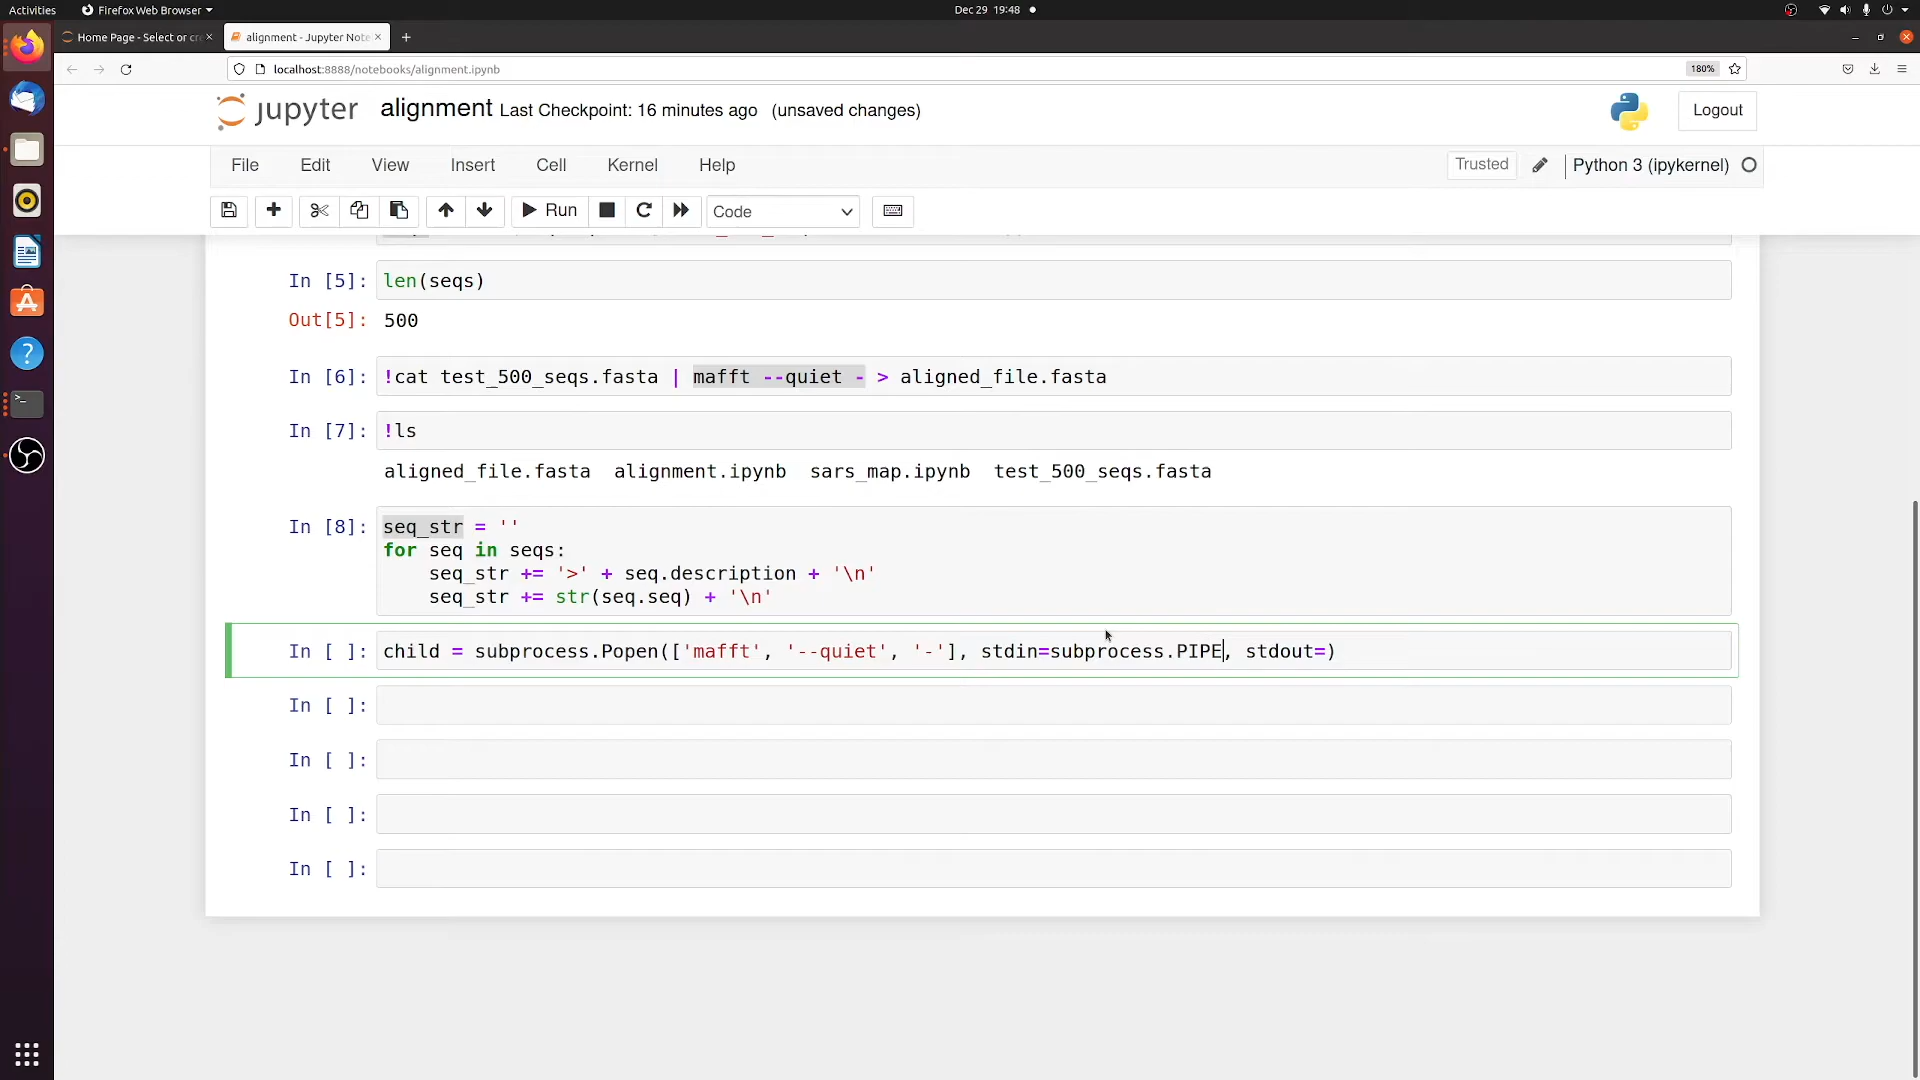 Activities
Firefox Web Browser
Dec 29 19:48
Home Page - Select or cre
alignment - Jupyter Note
localhost:8888/notebooks/alignment.ipynb
180%
jupyter alignment Last Checkpoint: 16 minutes ago (unsaved changes)
Logout
File Edit View Insert Cell Kernel Help
Trusted
Python 3 (ipykernel)
Run
Code
In [5]: len(seqs)
Out[5]: 500
In [6]: !cat test_500_seqs.fasta | mafft --quiet - > aligned_file.fasta
In [7]: !ls
aligned_file.fasta alignment.ipynb sars_map.ipynb test_500_seqs.fasta
In [8]: seq_str = ''
for seq in seqs:
seq_str += '>' + seq.description + '\n'
seq_str += str(seq.seq) + '\n'
In [ ]: child = subprocess.Popen(['mafft', '--quiet', '-'], stdin=subprocess.PIPE, stdout=)
In [ ]:
In [ ]:
In [ ]:
In [ ]: